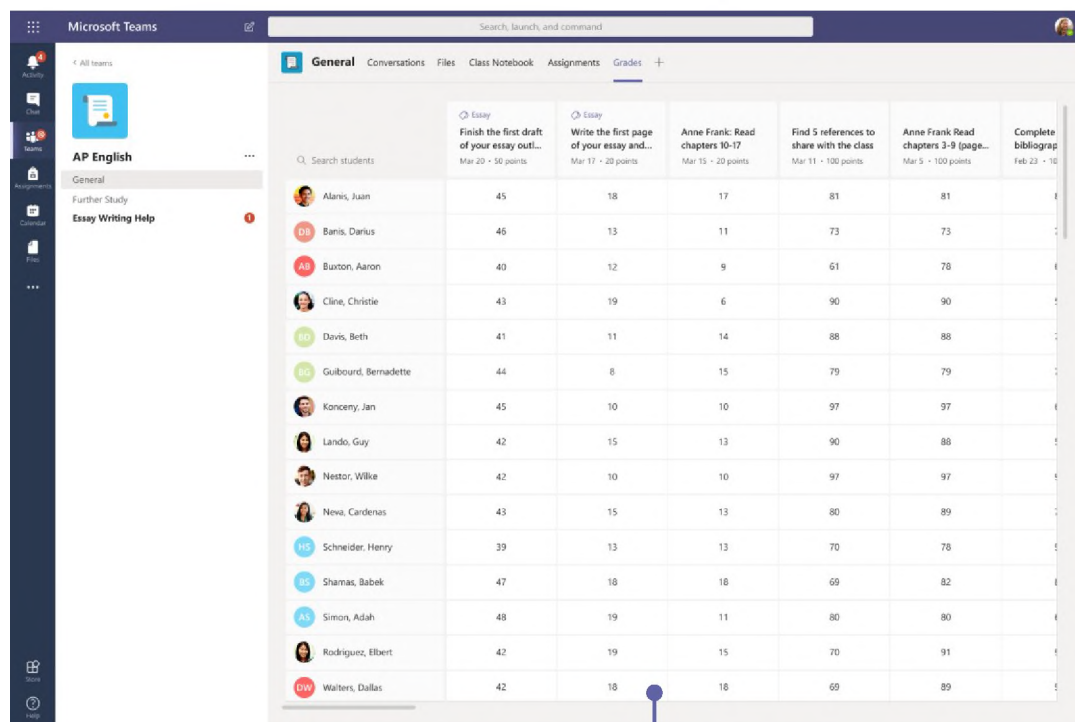 Microsoft Teams
Search, launch, and command
4
Activity
Chat
Teams
Assignments
Calendar
Files
Store
Help
< All teams
AP English
General
Further Study
Essay Writing Help 1
General Conversations Files Class Notebook Assignments Grades
Search students
Essay
Finish the first draft
of your essay outl...
Mar 20 • 50 points
Essay
Write the first page
of your essay and...
Mar 17 • 20 points
Anne Frank: Read
chapters 10-17
Mar 15 • 20 points
Find 5 references to
share with the class
Mar 11 • 100 points
Anne Frank Read
chapters 3-9 (page...
Mar 5 • 100 points
Complete
bibliograp
Feb 23 • 10
Alanis, Juan 45 18 17 81 81
DB Banis, Darius 46 13 11 73 73
AB Buxton, Aaron 40 12 9 61 78
Cline, Christie 43 19 6 90 90
BD Davis, Beth 41 11 14 88 88
BG Guibourd, Bernadette 44 8 15 79 79
Konceny, Jan 45 10 10 97 97
Lando, Guy 42 15 13 90 88
Nestor, Wilke 42 10 10 97 97
Neva, Cardenas 43 15 13 80 89
HS Schneider, Henry 39 13 13 70 78
BS Shamas, Babek 47 18 18 69 82
AS Simon, Adah 48 19 11 80 80
Rodriguez, Elbert 42 19 15 70 91
DW Walters, Dallas 42 18 18 69 89